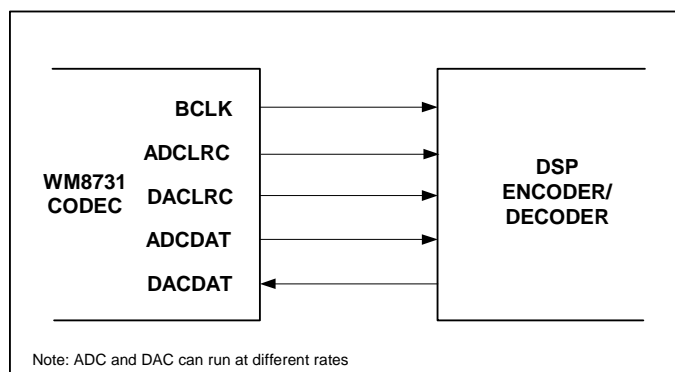 BCLK
ADCLRC
WM8731
CODEC
DACLRC
ADCDAT
DACDAT
DSP
ENCODER/
DECODER
Note: ADC and DAC can run at different rates